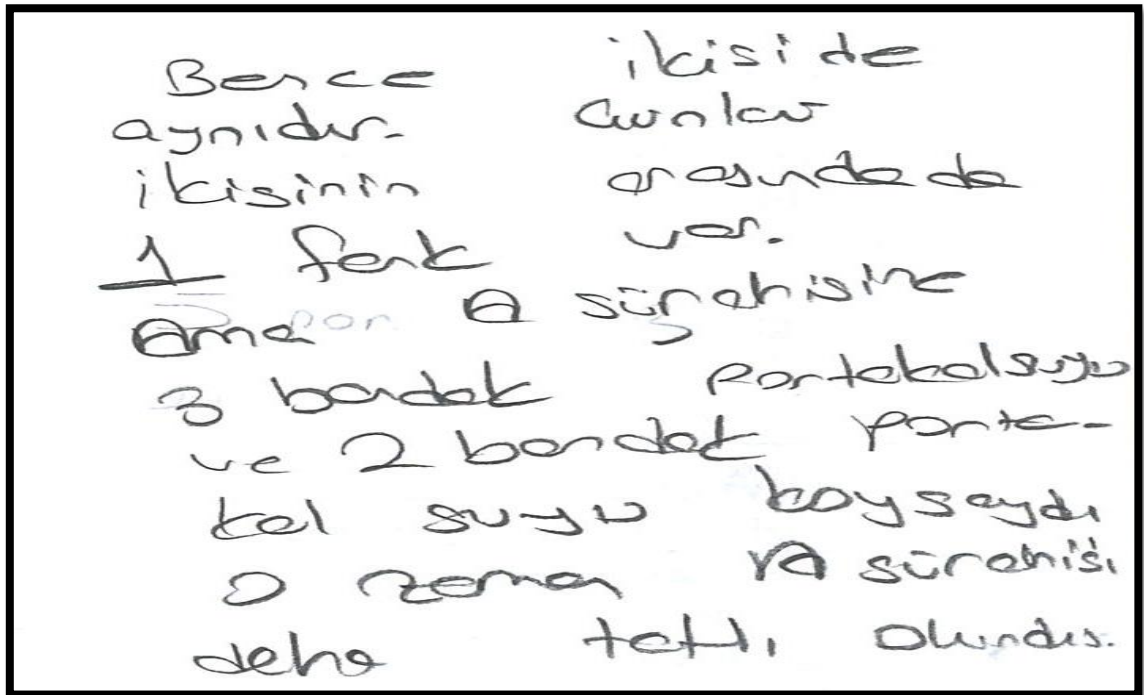 Bence ikiside
aynıdır. Çünkü
ikisinin arasında da
1 fark var.
Ama A sürahisine
3 bardak Portakalsuyu
ve 2 bardak porta-
kal suyu koysaydı
o zaman A sürahisi
daha tatlı olurdu.